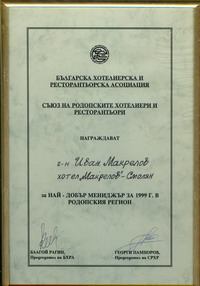 БЪЛГАРСКА ХОТЕЛИЕРСКА И
РЕСТОРАНТЬОРСКА АСОЦИАЦИЯ
СЪЮЗ НА РОДОПСКИТЕ ХОТЕЛИЕРИ И
РЕСТОРАНТЬОРИ
НАГРАЖДАВАТ
г-н Иван Макрелов
хотел „Макрелов" - Смолян
за НАЙ - ДОБЪР МЕНИДЖЪР ЗА 1999 Г. В
РОДОПСКИЯ РЕГИОН
БЛАГОЙ РАГИН,
Председател на БХРА
ГЕОРГИ ПАМПОРОВ,
Председател на СРХР